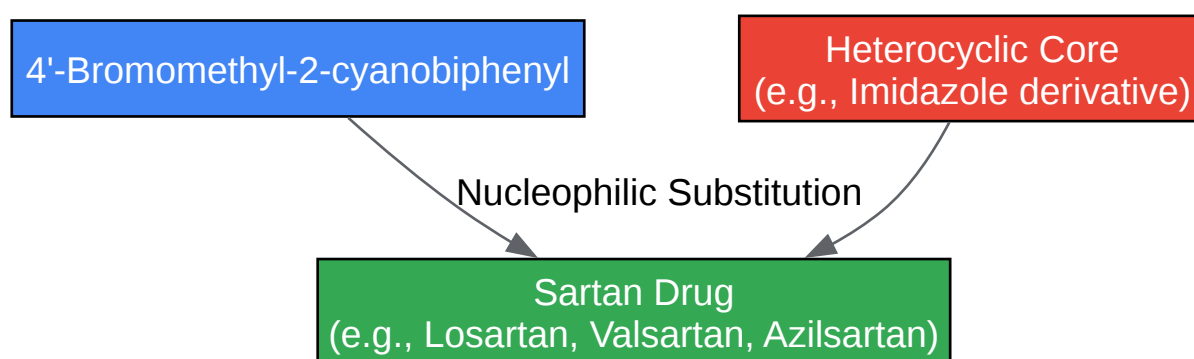 4'-Bromomethyl-2-cyanobiphenyl
Heterocyclic Core
(e.g., Imidazole derivative)
Nucleophilic Substitution
Sartan Drug
(e.g., Losartan, Valsartan, Azilsartan)